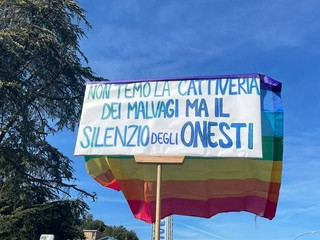 NON TEMO LA CATTIVERIA
DEI MALVAGI MA IL
SILENZIO DEGLI ONESTI